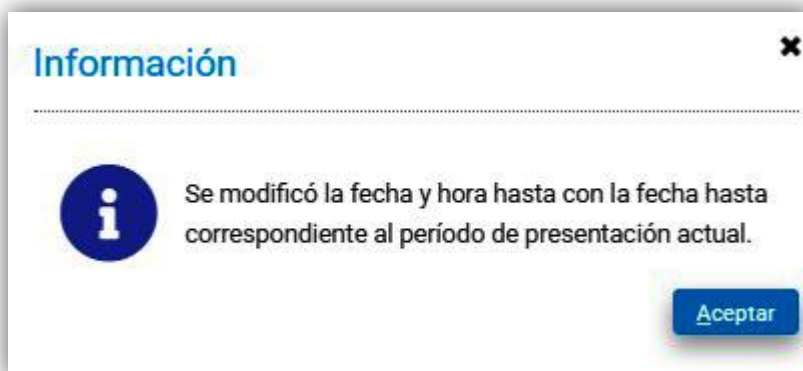 Información
Se modificó la fecha y hora hasta con la fecha hasta
correspondiente al período de presentación actual.
Aceptar